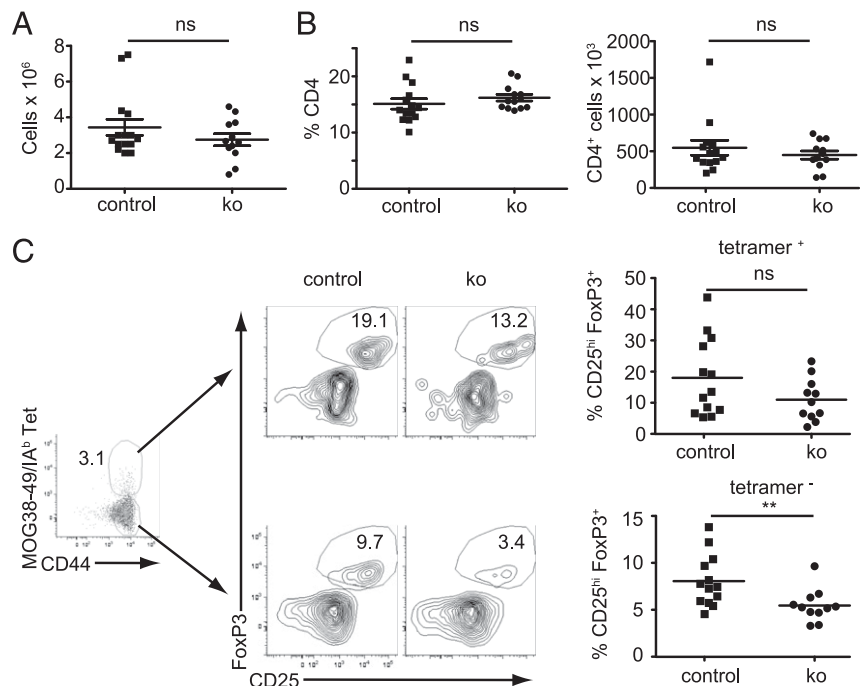 A
ns
Cells x 10⁶
8
6
4
2
0
control
ko
B
ns
% CD4
20
15
10
5
0
control
ko
ns
CD4⁺ cells x 10³
2000
1500
1000
500
0
control
ko
C
MOG38-49/IAᵇ Tet
3.1
CD44
control
ko
19.1
13.2
9.7
3.4
FoxP3
CD25
tetramer ⁺
ns
% CD25ʰⁱ FoxP3⁺
50
40
30
20
10
0
control
ko
tetramer ⁻
**
% CD25ʰⁱ FoxP3⁺
15
10
5
0
control
ko